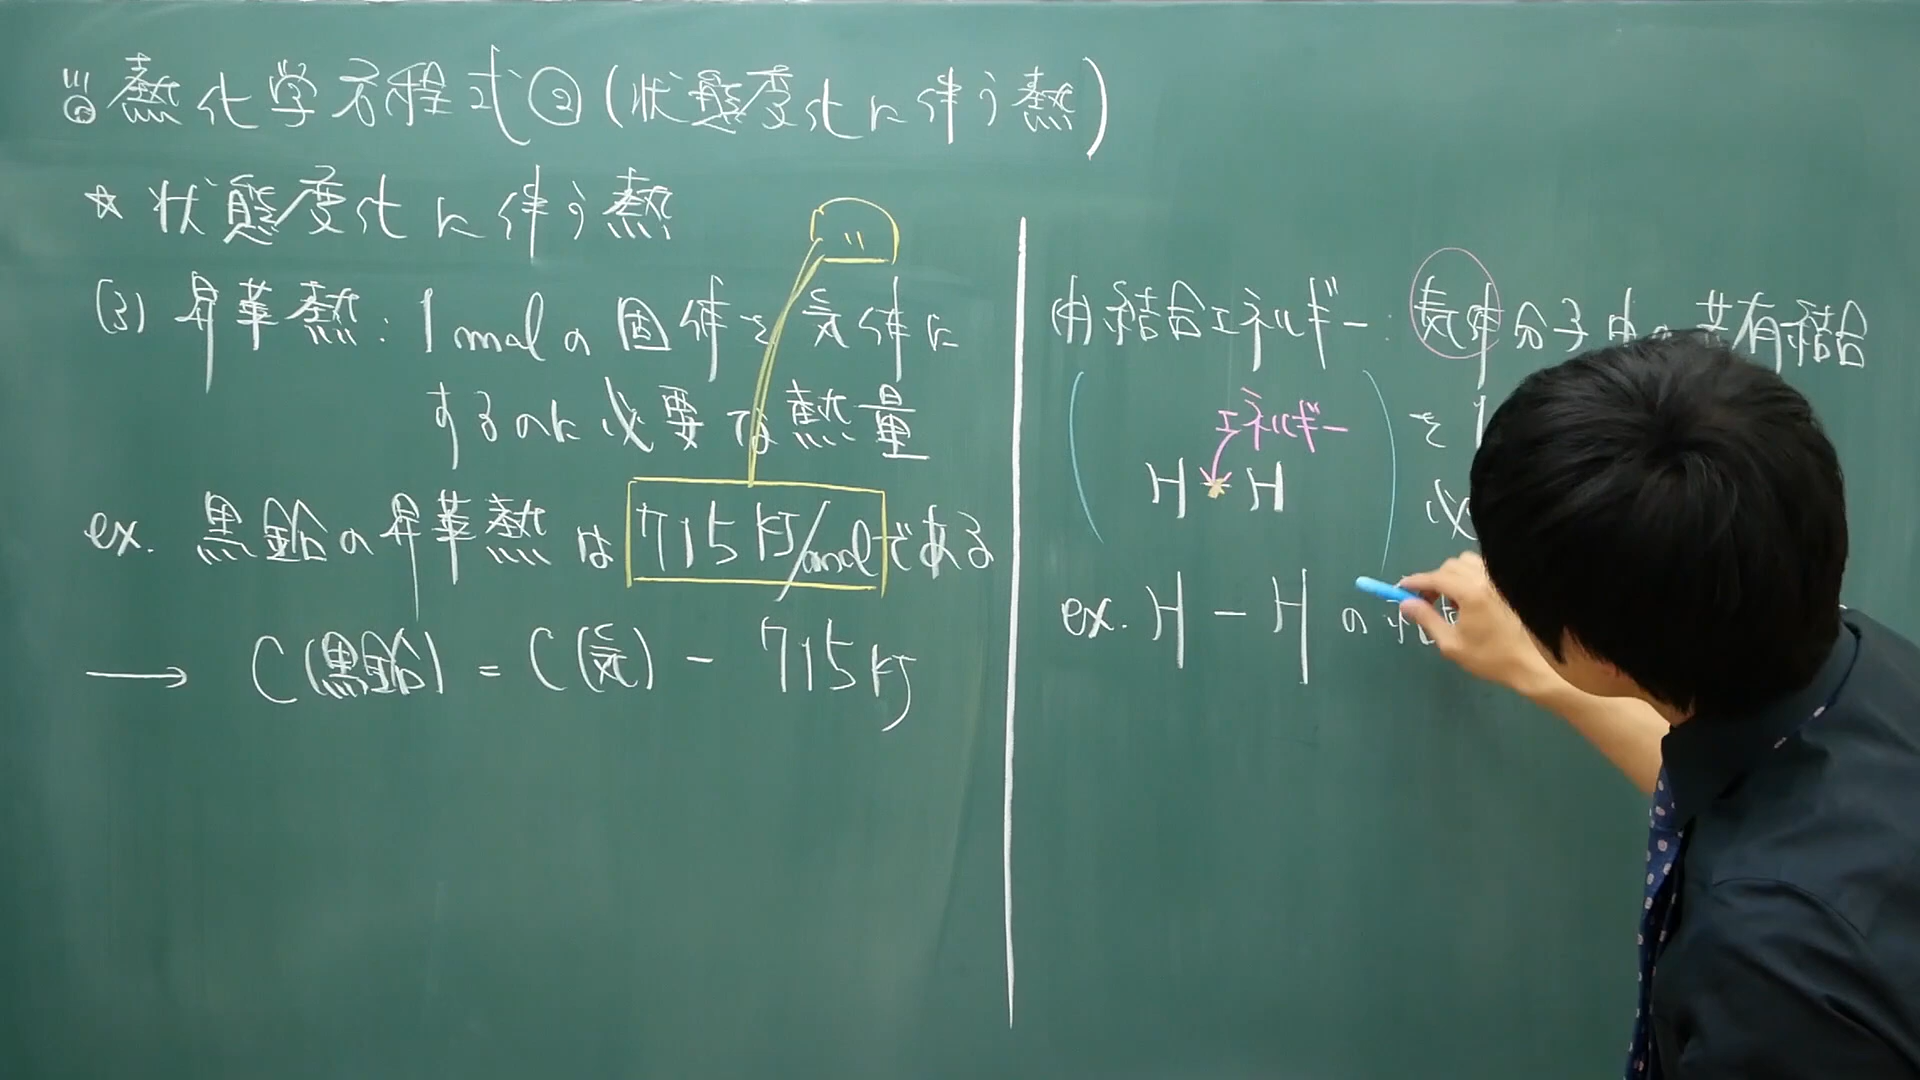 熱化学方程式②(状態変化に伴う熱)
☆ 状態変化に伴う熱
(3) 昇華熱:1molの固体を気体に
するのに必要な熱量
ex. 黒鉛の昇華熱は 715kJ/molである
→ C(黒鉛) = C(気) - 715kJ
(4) 結合エネルギー:気体分子中の共有結合
を1
エネルギー
H H
必
ex. H - H の結